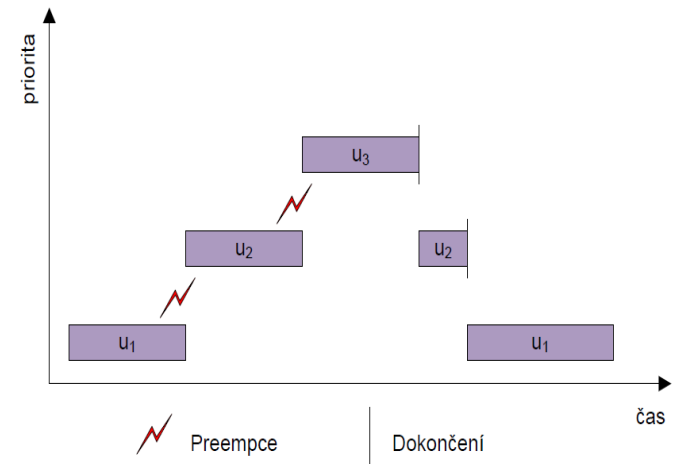 priorita
u₃
u₂
u₂
u₁
u₁
čas
Preempce
Dokončení